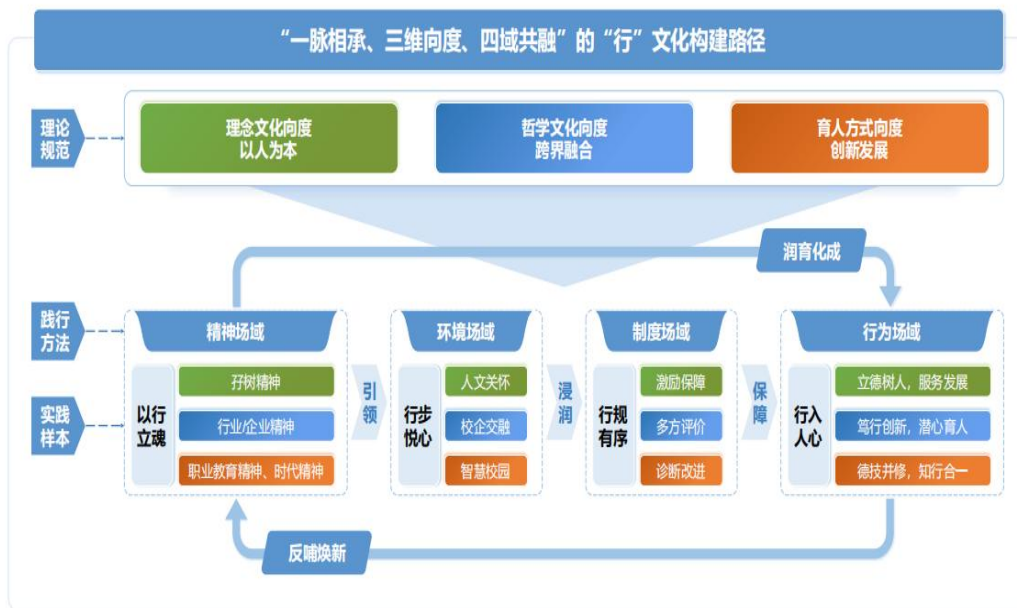 “一脉相承、三维向度、四域共融”的“行”文化构建路径
理论
规范
理念文化向度
以人为本
哲学文化向度
跨界融合
育人方式向度
创新发展
润育化成
践行
方法
精神场域
环境场域
制度场域
行为场域
实践
样本
以行
立魂
孖树精神
行业/企业精神
职业教育精神、时代精神
引
领
行步
悦心
人文关怀
校企交融
智慧校园
浸
润
行规
有序
激励保障
多方评价
诊断改进
保
障
行入
人心
立德树人，服务发展
笃行创新，潜心育人
德技并修，知行合一
反哺焕新